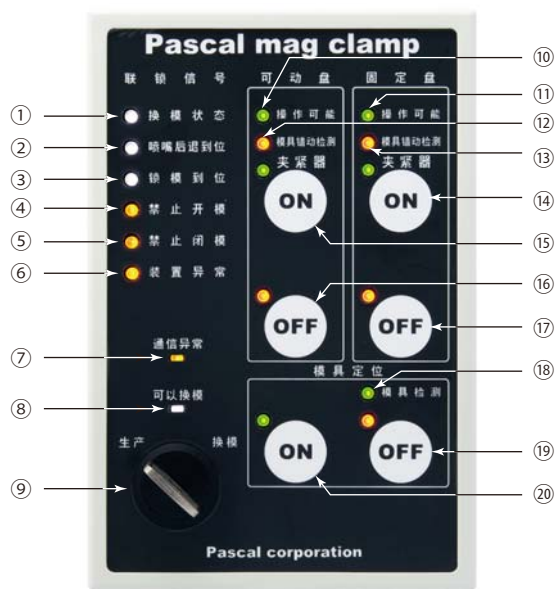 Pascal mag clamp
联锁信号
可动盘
固定盘
① 换模状态
② 喷嘴后退到位
③ 锁模到位
④ 禁止开模
⑤ 禁止闭模
⑥ 装置异常
⑦ 通信异常
⑧ 可以换模
⑨ 生产 换模
⑩ 操作可能
⑪ 操作可能
⑫ 模具错动检测
⑬ 模具错动检测
夹紧器
夹紧器
ON ⑮
ON ⑭
OFF ⑯
OFF ⑰
模具定位
模具检测 ⑱
ON ⑳
OFF ⑲
Pascal corporation